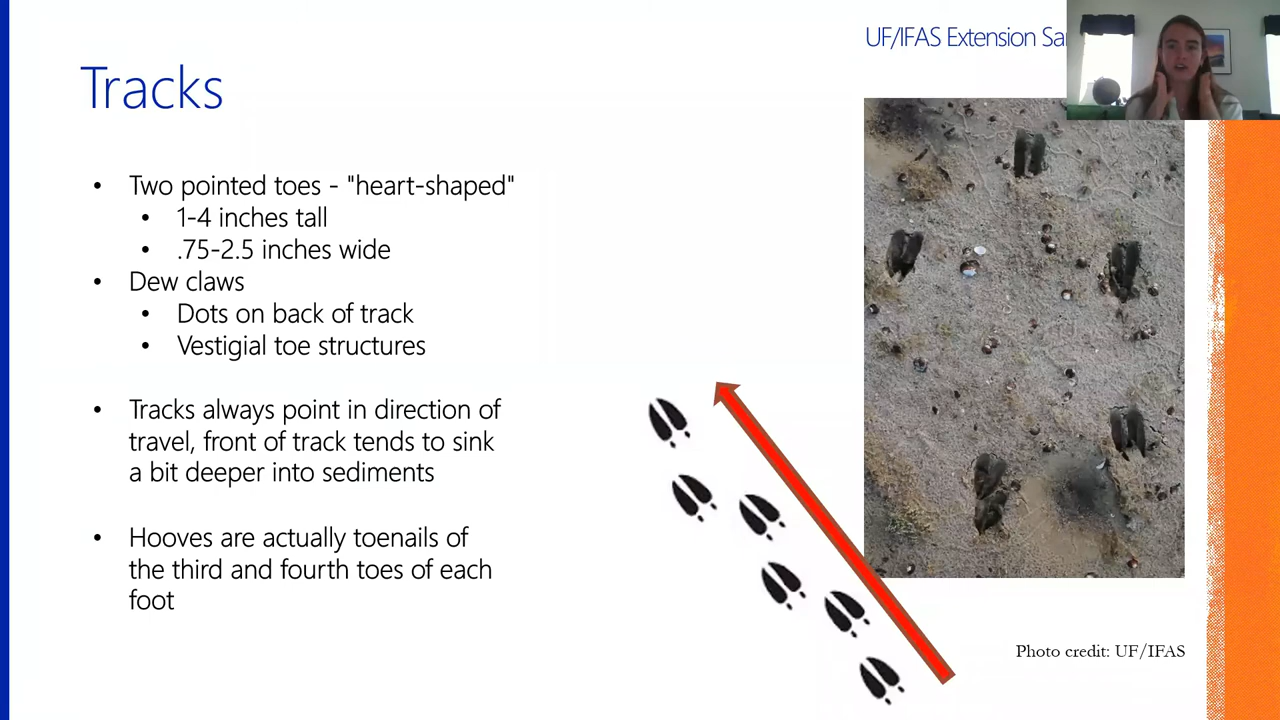 UF/IFAS Extension
Tracks
• Two pointed toes - "heart-shaped"
• 1-4 inches tall
• .75-2.5 inches wide
• Dew claws
• Dots on back of track
• Vestigial toe structures
• Tracks always point in direction of
travel, front of track tends to sink
a bit deeper into sediments
• Hooves are actually toenails of
the third and fourth toes of each
foot
Photo credit: UF/IFAS